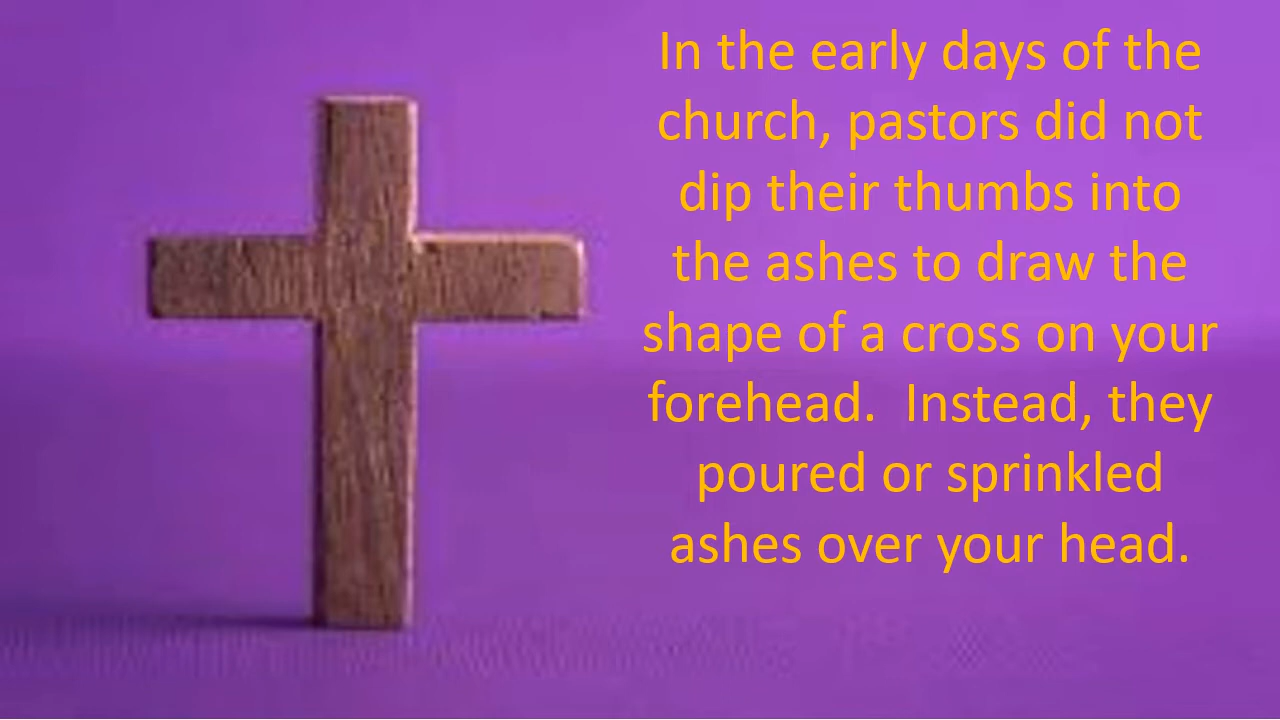 In the early days of the
church, pastors did not
dip their thumbs into
the ashes to draw the
shape of a cross on your
forehead.  Instead, they
poured or sprinkled
ashes over your head.